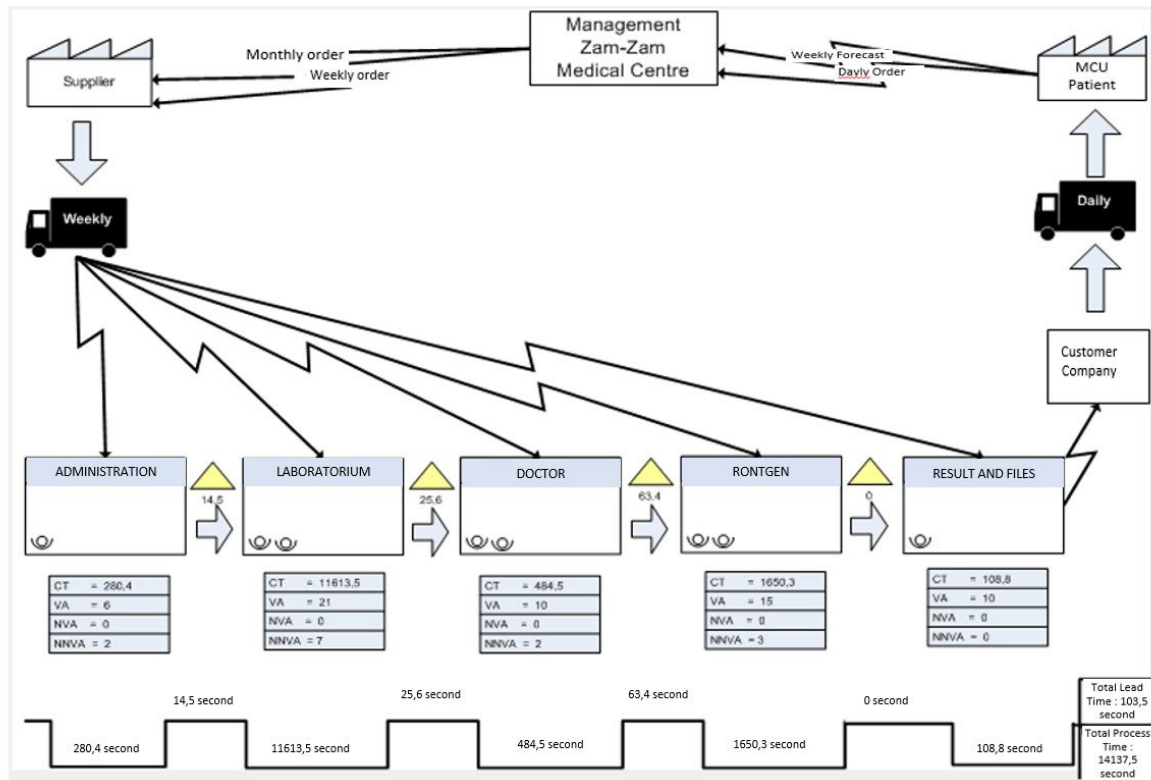 Management
Zam-Zam
Medical Centre
Monthly order
Weekly order
Weekly Forecast
Dayly Order
Supplier
MCU
Patient
Weekly
Daily
Customer
Company
ADMINISTRATION
LABORATORIUM
DOCTOR
RONTGEN
RESULT AND FILES
14,5
25,6
63,4
0
CT = 280,4
VA = 6
NVA = 0
NNVA = 2
CT = 11613,5
VA = 21
NVA = 0
NNVA = 7
CT = 484,5
VA = 10
NVA = 0
NNVA = 2
CT = 1650,3
VA = 15
NVA = 0
NNVA = 3
CT = 108,8
VA = 10
NVA = 0
NNVA = 0
14,5 second
25,6 second
63,4 second
0 second
280,4 second
11613,5 second
484,5 second
1650,3 second
108,8 second
Total Lead
Time : 103,5
second
Total Process
Time :
14137,5
second